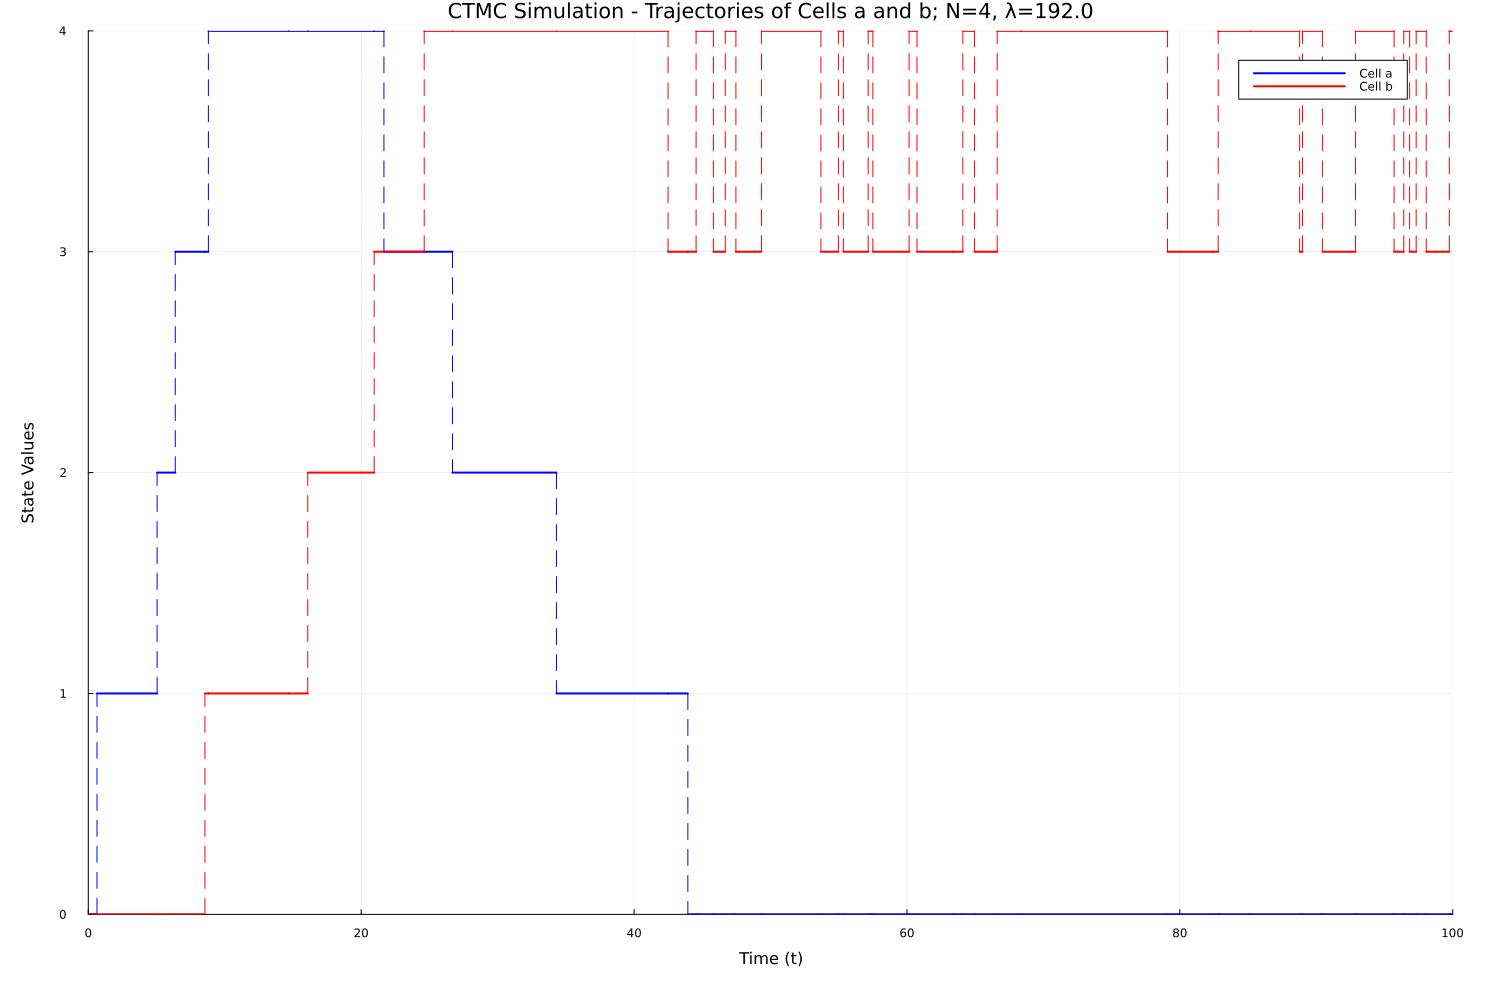 CTMC Simulation - Trajectories of Cells a and b; N=4, λ=192.0
4
3
2
1
0
State Values
Cell a
Cell b
0 20 40 60 80 100
Time (t)